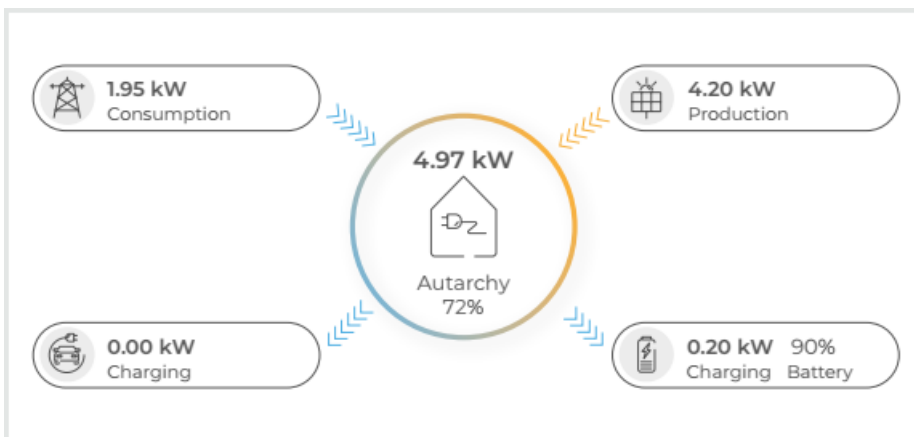 1.95 kW
Consumption
4.20 kW
Production
4.97 kW
Autarchy
72%
0.00 kW
Charging
0.20 kW 90%
Charging Battery